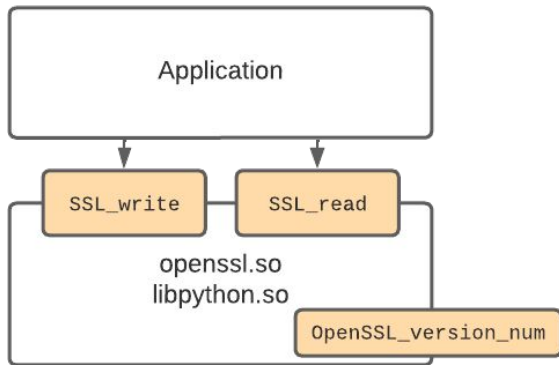 Application
SSL_write
SSL_read
openssl.so
libpython.so
OpenSSL_version_num